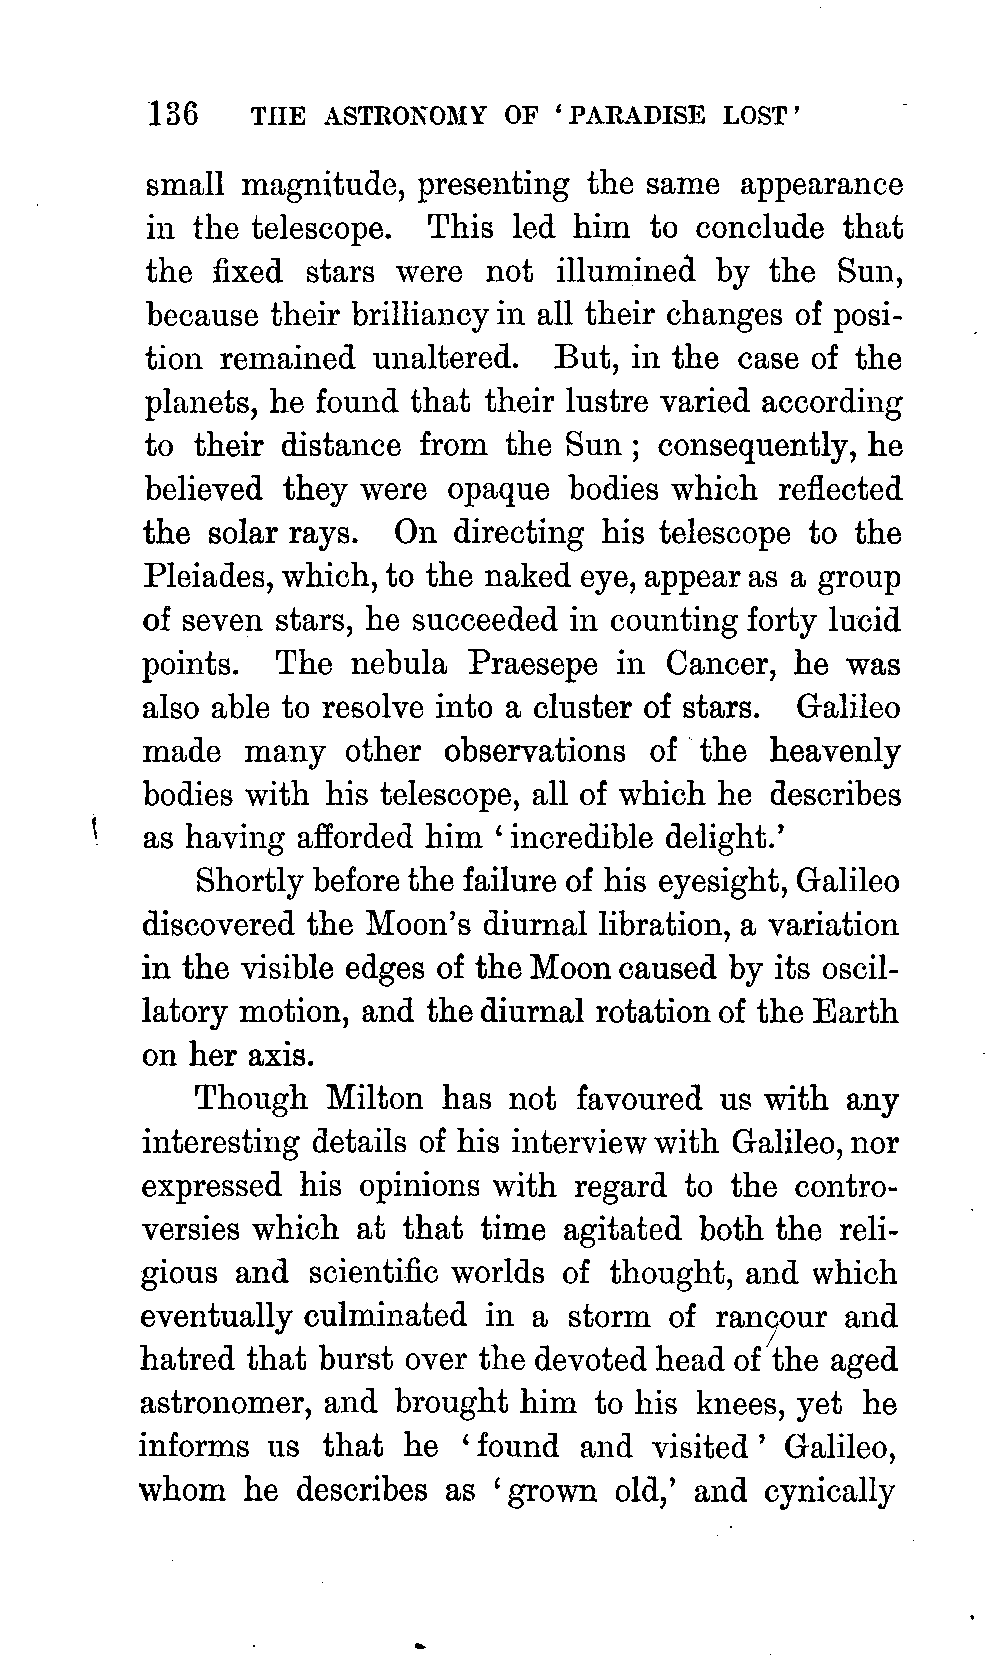 136 THE ASTRONOMY OF ‘PARADISE LOST’
small magnitude, presenting the same appearance
in the telescope. This led him to conclude that
the fixed stars were not illumined by the Sun,
because their brilliancy in all their changes of posi-
tion remained unaltered. But, in the case of the
planets, he found that their lustre varied according
to their distance from the Sun; consequently, he
believed they were opaque bodies which reflected
the solar rays. On directing his telescope to the
Pleiades, which, to the naked eye, appear as a group
of seven stars, he succeeded in counting forty lucid
points. The nebula Praesepe in Cancer, he was
also able to resolve into a cluster of stars. Galileo
made many other observations of the heavenly
bodies with his telescope, all of which he describes
as having afforded him ‘incredible delight.’
Shortly before the failure of his eyesight, Galileo
discovered the Moon’s diurnal libration, a variation
in the visible edges of the Moon caused by its oscil-
latory motion, and the diurnal rotation of the Earth
on her axis.
Though Milton has not favoured us with any
interesting details of his interview with Galileo, nor
expressed his opinions with regard to the contro-
versies which at that time agitated both the reli-
gious and scientific worlds of thought, and which
eventually culminated in a storm of rancour and
hatred that burst over the devoted head of the aged
astronomer, and brought him to his knees, yet he
informs us that he ‘found and visited’ Galileo,
whom he describes as ‘grown old,’ and cynically